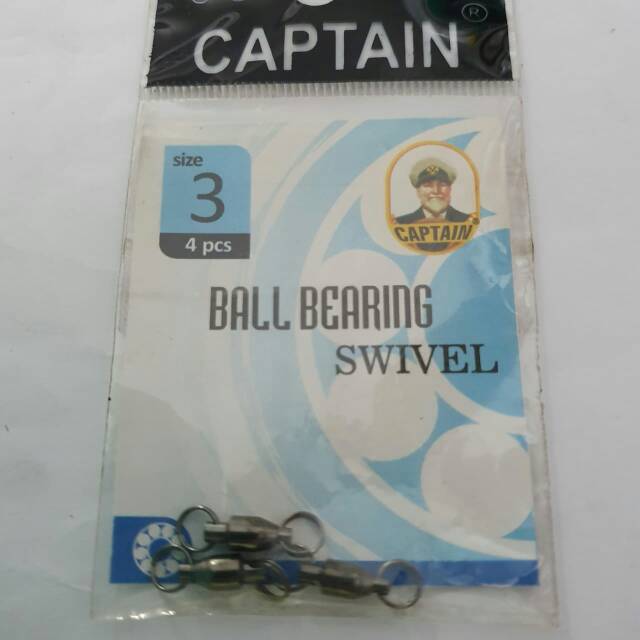 ®
CAPTAIN
size
3
4 pcs
CAPTAIN
BALL BEARING
SWIVEL